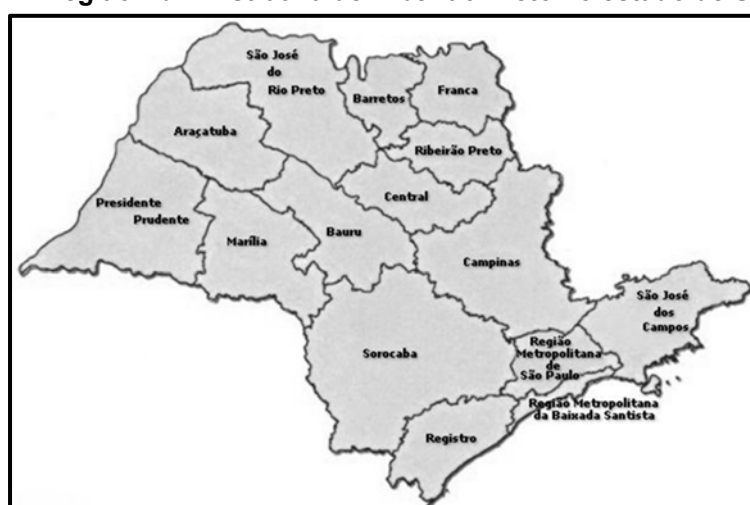 São José
do
Rio Preto
Barretos
Franca
Araçatuba
Ribeirão Preto
Central
Presidente
Prudente
Marília
Bauru
Campinas
São José
dos
Campos
Sorocaba
Região
Metropolitana
de
São Paulo
Região Metropolitana
da Baixada Santista
Registro